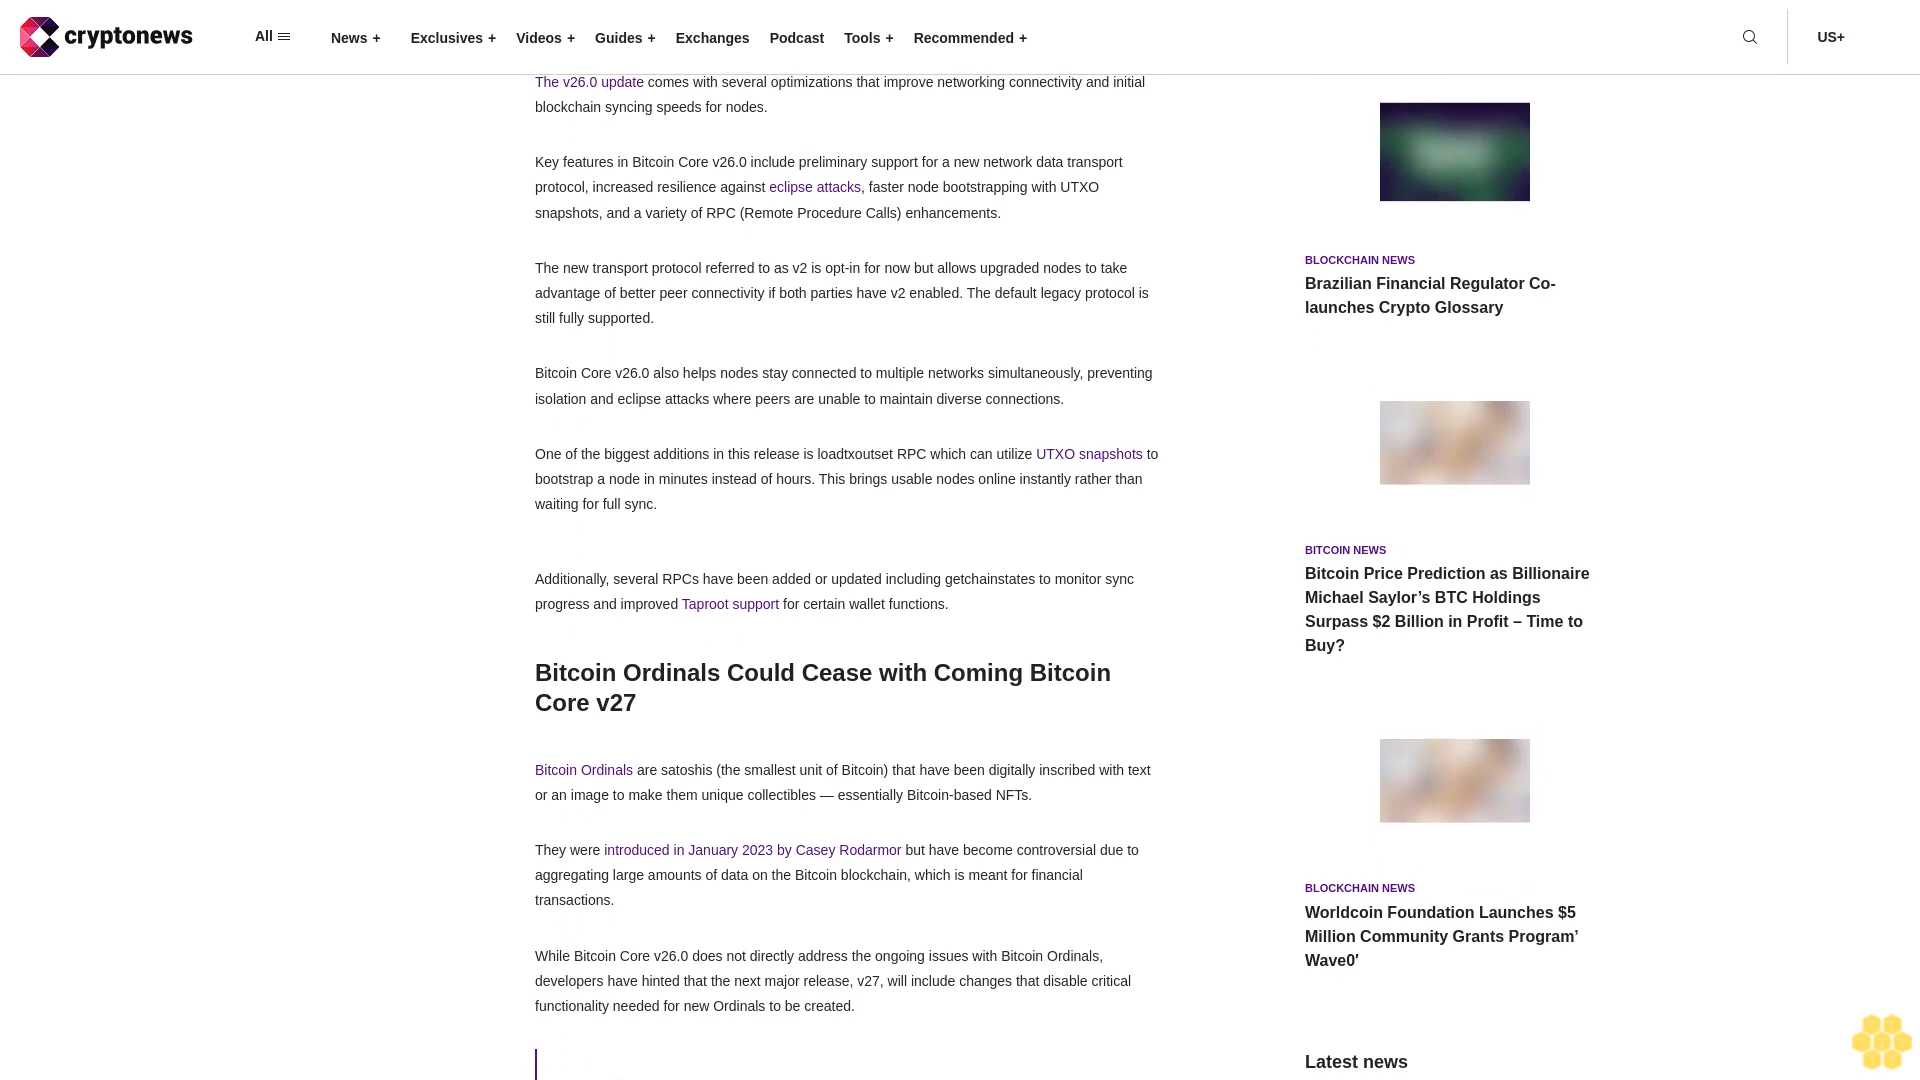 cryptonews
All
News +
Exclusives +
Videos +
Guides +
Exchanges
Podcast
Tools +
Recommended +
US+
The v26.0 update comes with several optimizations that improve networking connectivity and initial
blockchain syncing speeds for nodes.
Key features in Bitcoin Core v26.0 include preliminary support for a new network data transport
protocol, increased resilience against eclipse attacks, faster node bootstrapping with UTXO
snapshots, and a variety of RPC (Remote Procedure Calls) enhancements.
The new transport protocol referred to as v2 is opt-in for now but allows upgraded nodes to take
advantage of better peer connectivity if both parties have v2 enabled. The default legacy protocol is
still fully supported.
Bitcoin Core v26.0 also helps nodes stay connected to multiple networks simultaneously, preventing
isolation and eclipse attacks where peers are unable to maintain diverse connections.
One of the biggest additions in this release is loadtxoutset RPC which can utilize UTXO snapshots to
bootstrap a node in minutes instead of hours. This brings usable nodes online instantly rather than
waiting for full sync.
Additionally, several RPCs have been added or updated including getchainstates to monitor sync
progress and improved Taproot support for certain wallet functions.
Bitcoin Ordinals Could Cease with Coming Bitcoin
Core v27
Bitcoin Ordinals are satoshis (the smallest unit of Bitcoin) that have been digitally inscribed with text
or an image to make them unique collectibles — essentially Bitcoin-based NFTs.
They were introduced in January 2023 by Casey Rodarmor but have become controversial due to
aggregating large amounts of data on the Bitcoin blockchain, which is meant for financial
transactions.
While Bitcoin Core v26.0 does not directly address the ongoing issues with Bitcoin Ordinals,
developers have hinted that the next major release, v27, will include changes that disable critical
functionality needed for new Ordinals to be created.
BLOCKCHAIN NEWS
Brazilian Financial Regulator Co-
launches Crypto Glossary
BITCOIN NEWS
Bitcoin Price Prediction as Billionaire
Michael Saylor’s BTC Holdings
Surpass $2 Billion in Profit – Time to
Buy?
BLOCKCHAIN NEWS
Worldcoin Foundation Launches $5
Million Community Grants Program’
Wave0′
Latest news